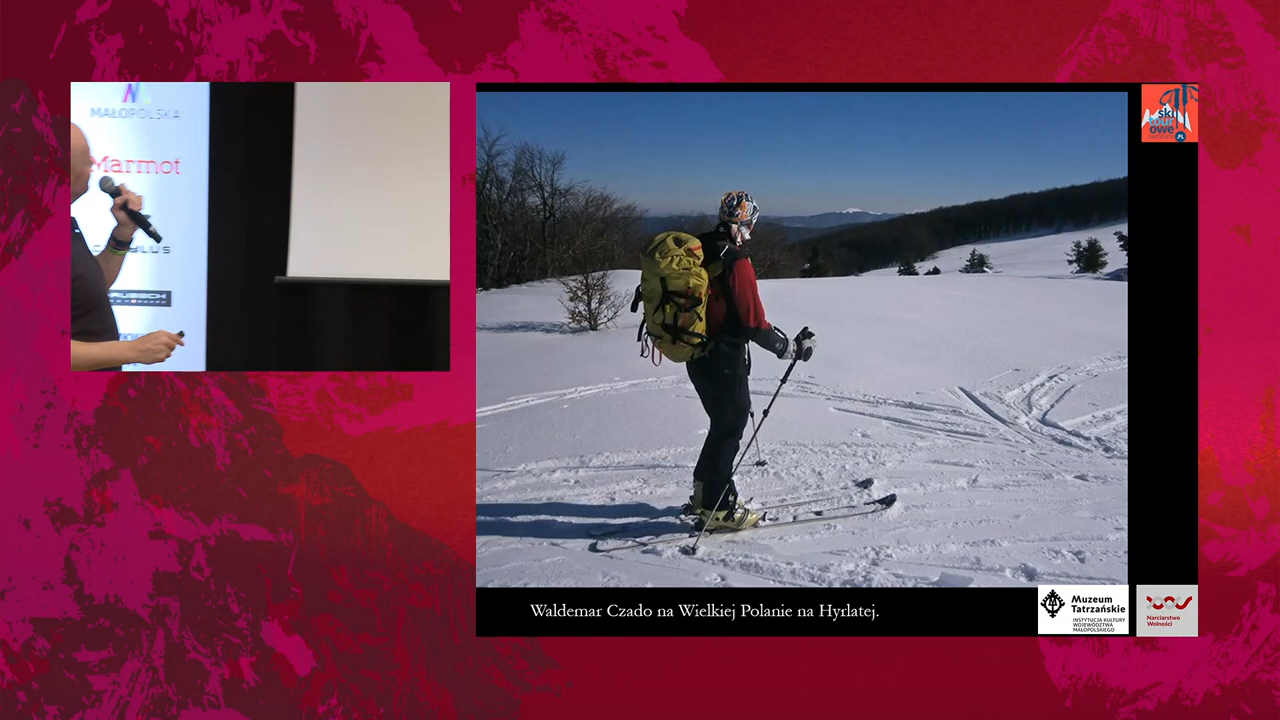 MAŁOPOLSKA
Marmot
ski
tour
owe
PL
Waldemar Czado na Wielkiej Polanie na Hyrlatej.
Muzeum
Tatrzańskie
INSTYTUCJA KULTURY
WOJEWÓDZTWA
MAŁOPOLSKIEGO
Narciarstwo
Wolności